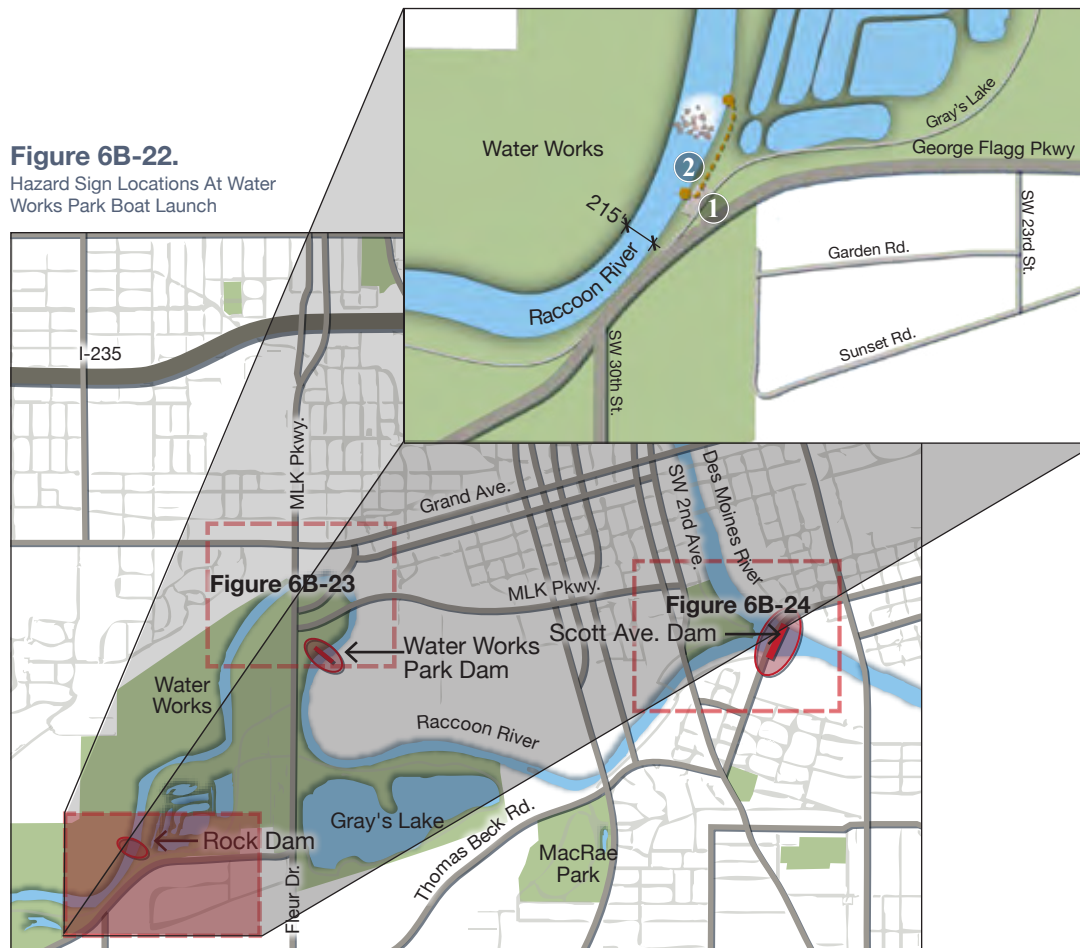 Figure 6B-22.
Hazard Sign Locations At Water
Works Park Boat Launch
Water Works
215'
2
1
Raccoon River
Gray's Lake
George Flagg Pkwy
SW 23rd St.
Garden Rd.
Sunset Rd.
SW 30th St.
I-235
MLK Pkwy.
Grand Ave.
SW 2nd Ave.
Des Moines River
Figure 6B-23
MLK Pkwy.
Figure 6B-24
Scott Ave. Dam
Water Works
Park Dam
Water
Works
Raccoon River
Gray's Lake
Rock Dam
Thomas Beck Rd.
MacRae
Park
Fleur Dr.